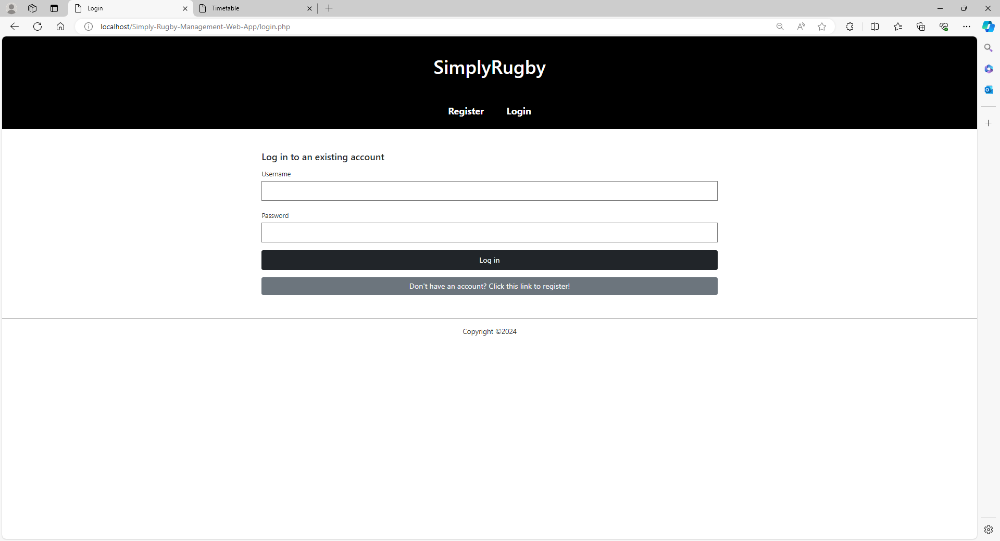 Login
Timetable
localhost/Simply-Rugby-Management-Web-App/login.php
SimplyRugby
Register Login
Log in to an existing account
Username
Password
Log in
Don't have an account? Click this link to register!
Copyright ©2024